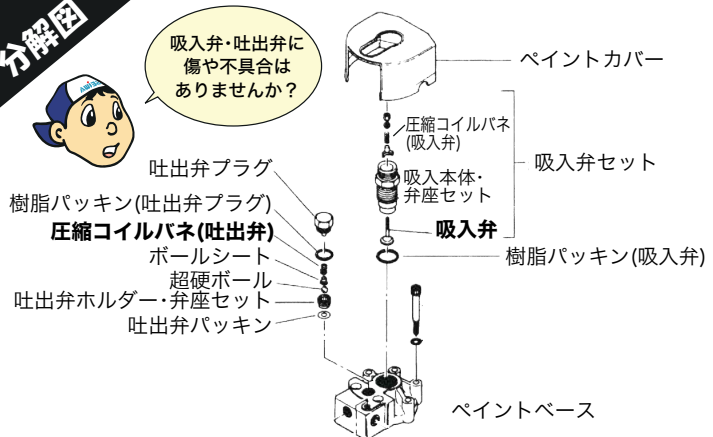 分解図
吸入弁・吐出弁に
傷や不具合は
ありませんか？
ペイントカバー
圧縮コイルバネ
(吸入弁)
吸入弁セット
吸入本体・
弁座セット
吸入弁
樹脂パッキン(吸入弁)
吐出弁プラグ
樹脂パッキン(吐出弁プラグ)
圧縮コイルバネ(吐出弁)
ボールシート
超硬ボール
吐出弁ホルダー・弁座セット
吐出弁パッキン
ペイントベース